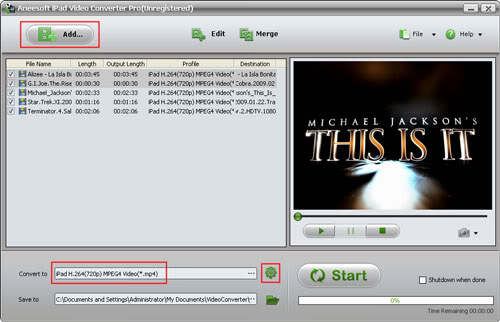 Aneesoft iPad Video Converter Pro(Unregistered)
Add... Edit Merge File Help
File Name Length Output Length Profile Destination
Alizee - La Isla Bo 00:03:45 00:03:45 iPad H.264(720p) MPEG4 Video(* - La Isla Bonita
G.I.Joe.The.Rise 00:02:30 00:02:30 iPad H.264(720p) MPEG4 Video(* Cobra.2009.02
Michael_Jackson' 00:02:33 00:02:33 iPad H.264(720p) MPEG4 Video(* on's_This_Is_
Star.Trek.XI.200 00:01:16 00:01:16 iPad H.264(720p) MPEG4 Video(* 009.01.22.Tra
Terminator.4.Sal 00:02:06 00:02:06 iPad H.264(720p) MPEG4 Video(* r.2.HDTV.1080
MICHAEL JACKSON'S
THIS IS IT
Convert to iPad H.264(720p) MPEG4 Video(*.mp4) ...
Start
Shutdown when done
Save to C:\Documents and Settings\Administrator\My Documents\VideoConverter\ ...
0%
Time Remaining 00:00:00